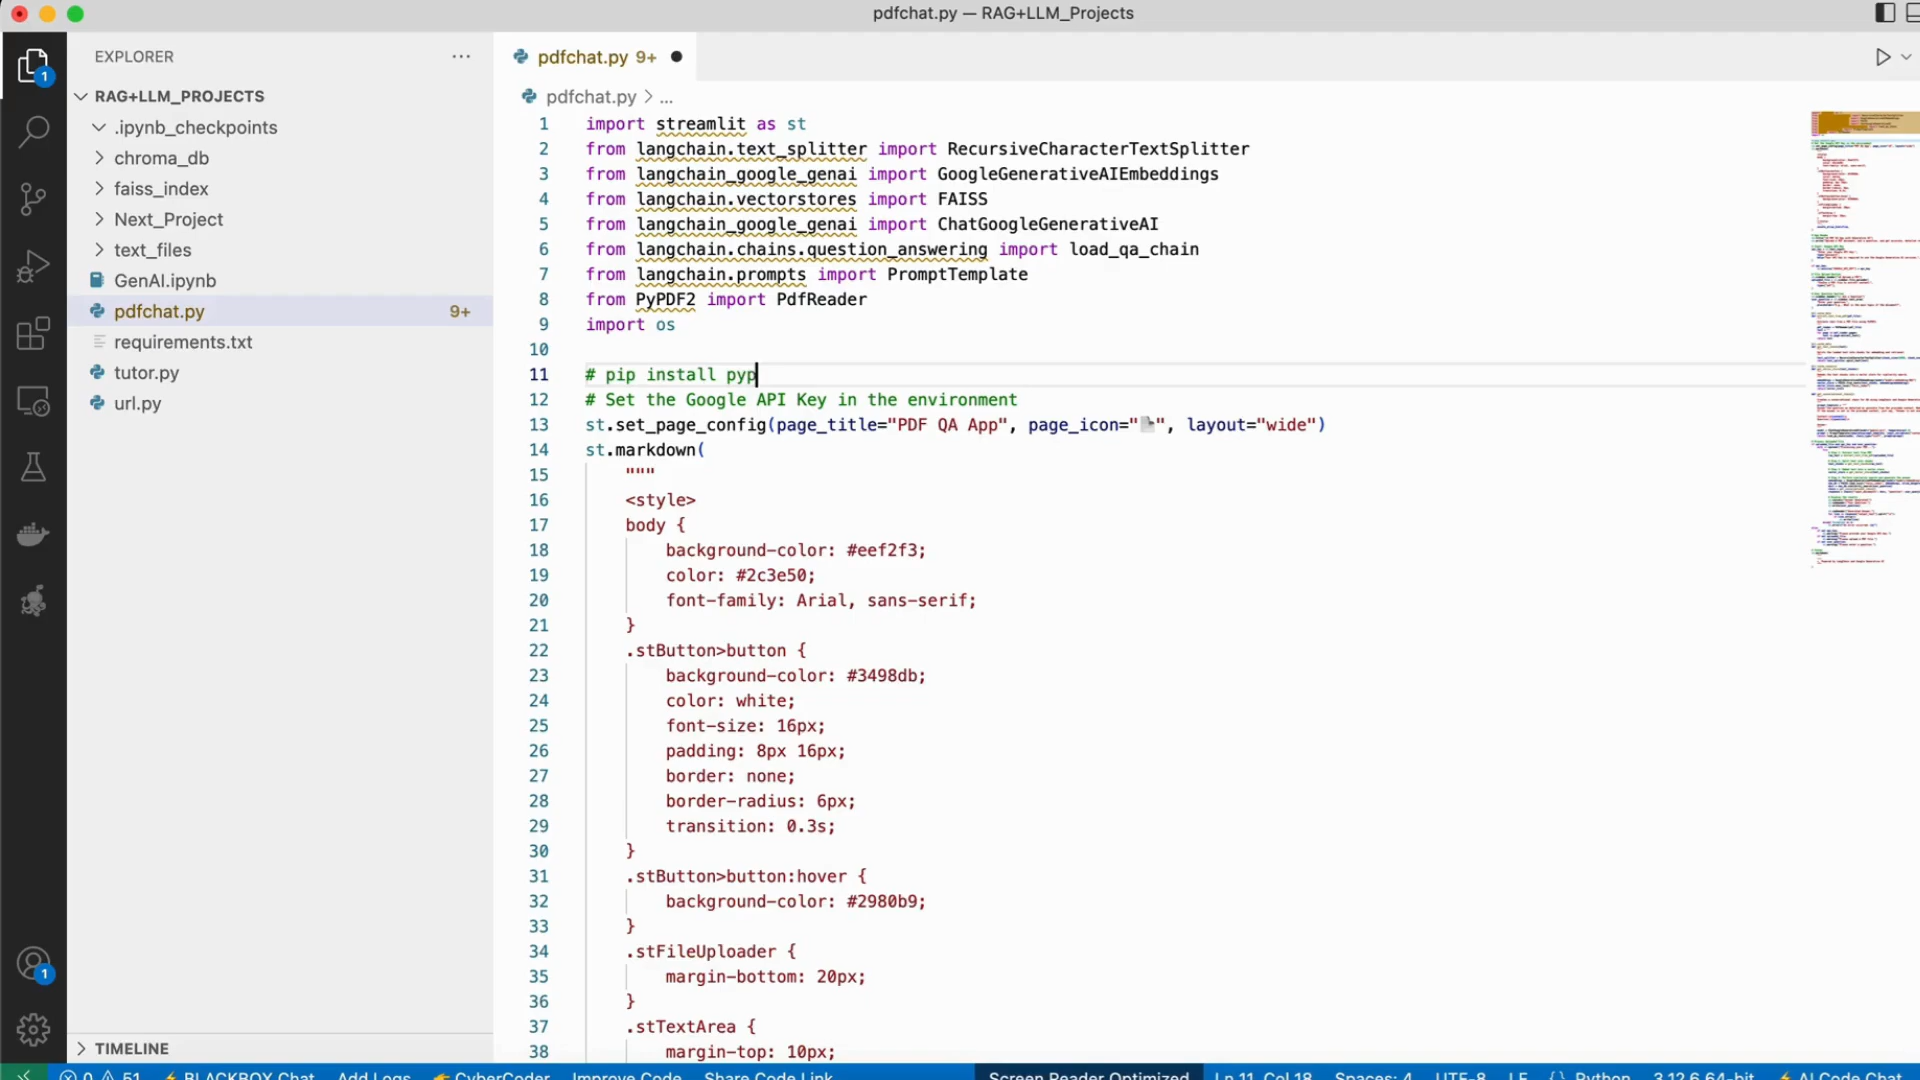 pdfchat.py — RAG+LLM_Projects
EXPLORER
RAG+LLM_PROJECTS
.ipynb_checkpoints
chroma_db
faiss_index
Next_Project
text_files
GenAI.ipynb
pdfchat.py 9+
requirements.txt
tutor.py
url.py
TIMELINE
1
1
pdfchat.py 9+
pdfchat.py > ...
1 import streamlit as st
2 from langchain.text_splitter import RecursiveCharacterTextSplitter
3 from langchain_google_genai import GoogleGenerativeAIEmbeddings
4 from langchain.vectorstores import FAISS
5 from langchain_google_genai import ChatGoogleGenerativeAI
6 from langchain.chains.question_answering import load_qa_chain
7 from langchain.prompts import PromptTemplate
8 from PyPDF2 import PdfReader
9 import os
10
11 # pip install pyp
12 # Set the Google API Key in the environment
13 st.set_page_config(page_title="PDF QA App", page_icon="📄", layout="wide")
14 st.markdown(
15 """
16 <style>
17 body {
18 background-color: #eef2f3;
19 color: #2c3e50;
20 font-family: Arial, sans-serif;
21 }
22 .stButton>button {
23 background-color: #3498db;
24 color: white;
25 font-size: 16px;
26 padding: 8px 16px;
27 border: none;
28 border-radius: 6px;
29 transition: 0.3s;
30 }
31 .stButton>button:hover {
32 background-color: #2980b9;
33 }
34 .stFileUploader {
35 margin-bottom: 20px;
36 }
37 .stTextArea {
38 margin-top: 10px;
0 51 BLACKBOX Chat Add Logs CyberCoder Improve Code Share Code Link Screen Reader Optimized Ln 11, Col 18 Spaces: 4 UTF-8 LF {} Python 3.12.6 64-bit AI Code Chat